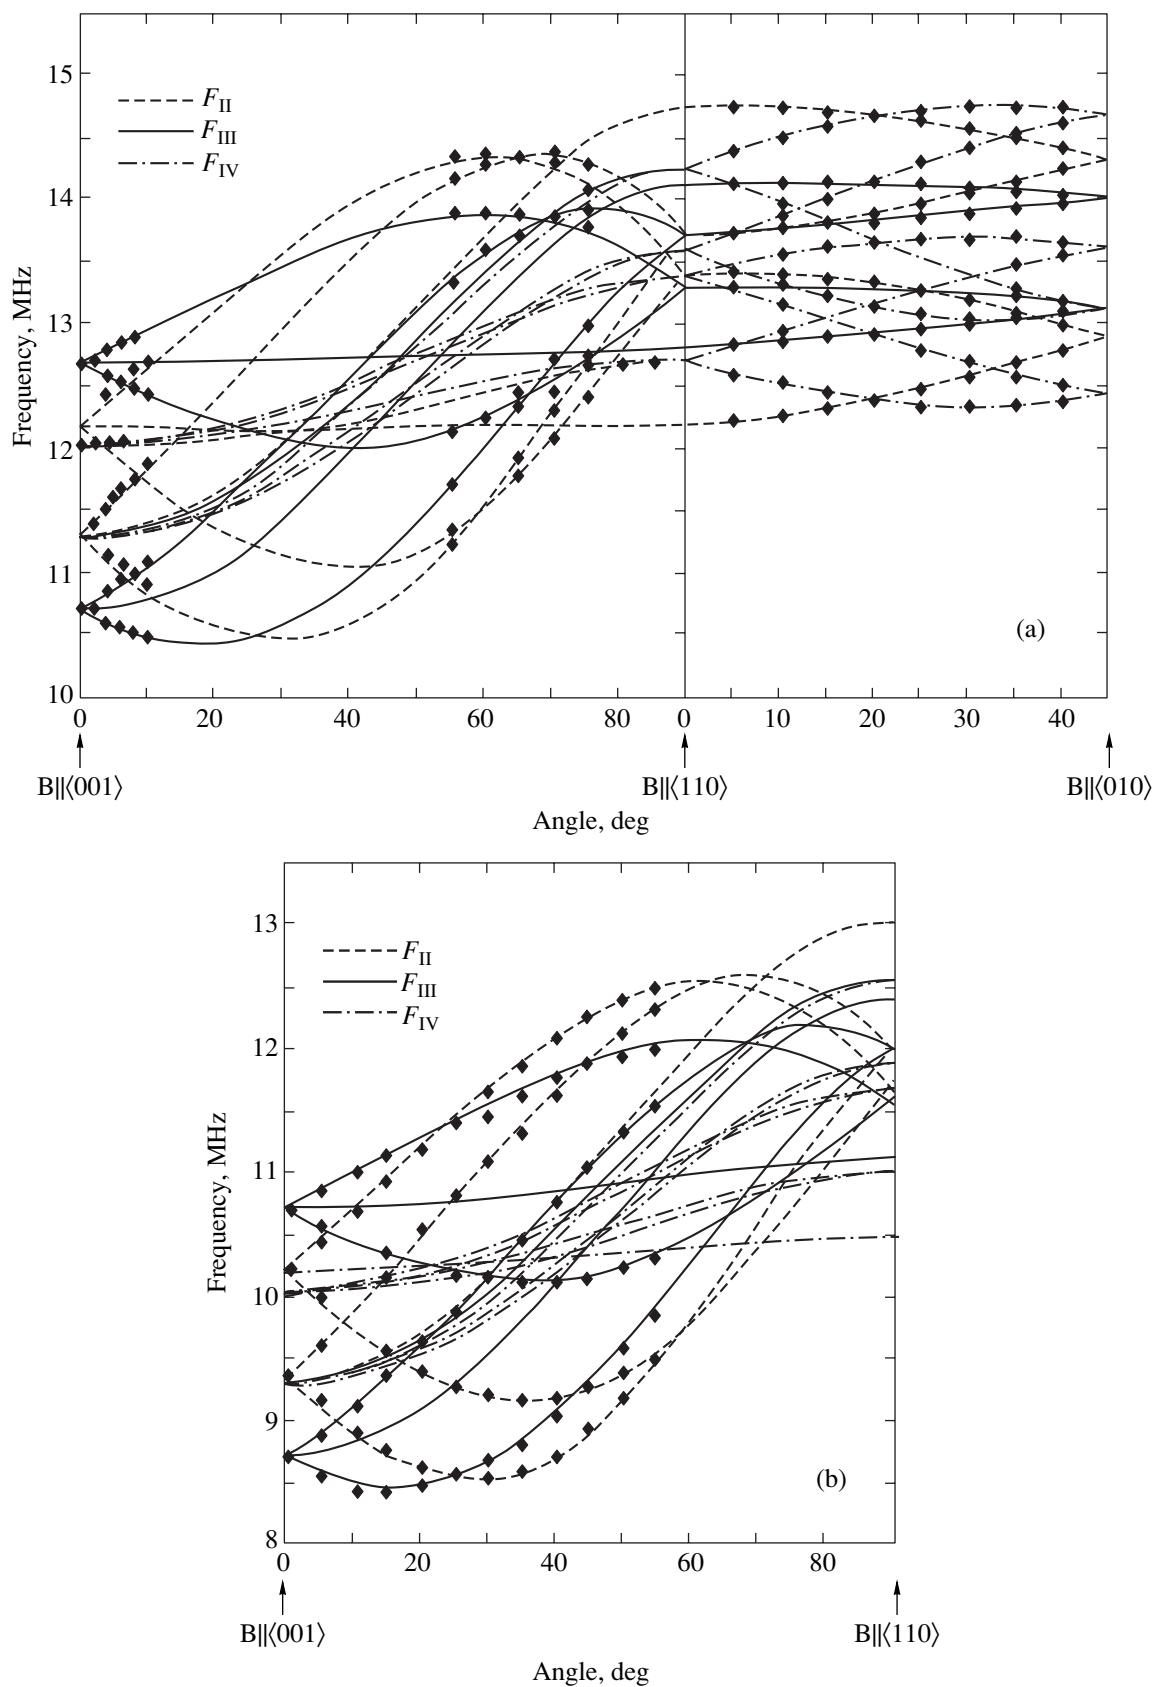 15
F_II
F_III
F_IV
14
13
12
11
10
Frequency, MHz
(a)
0 20 40 60 80 0 10 20 30 40
B||⟨001⟩ B||⟨110⟩ B||⟨010⟩
Angle, deg
13
F_II
F_III
F_IV
12
11
10
9
8
Frequency, MHz
(b)
0 20 40 60 80
B||⟨001⟩ B||⟨110⟩
Angle, deg